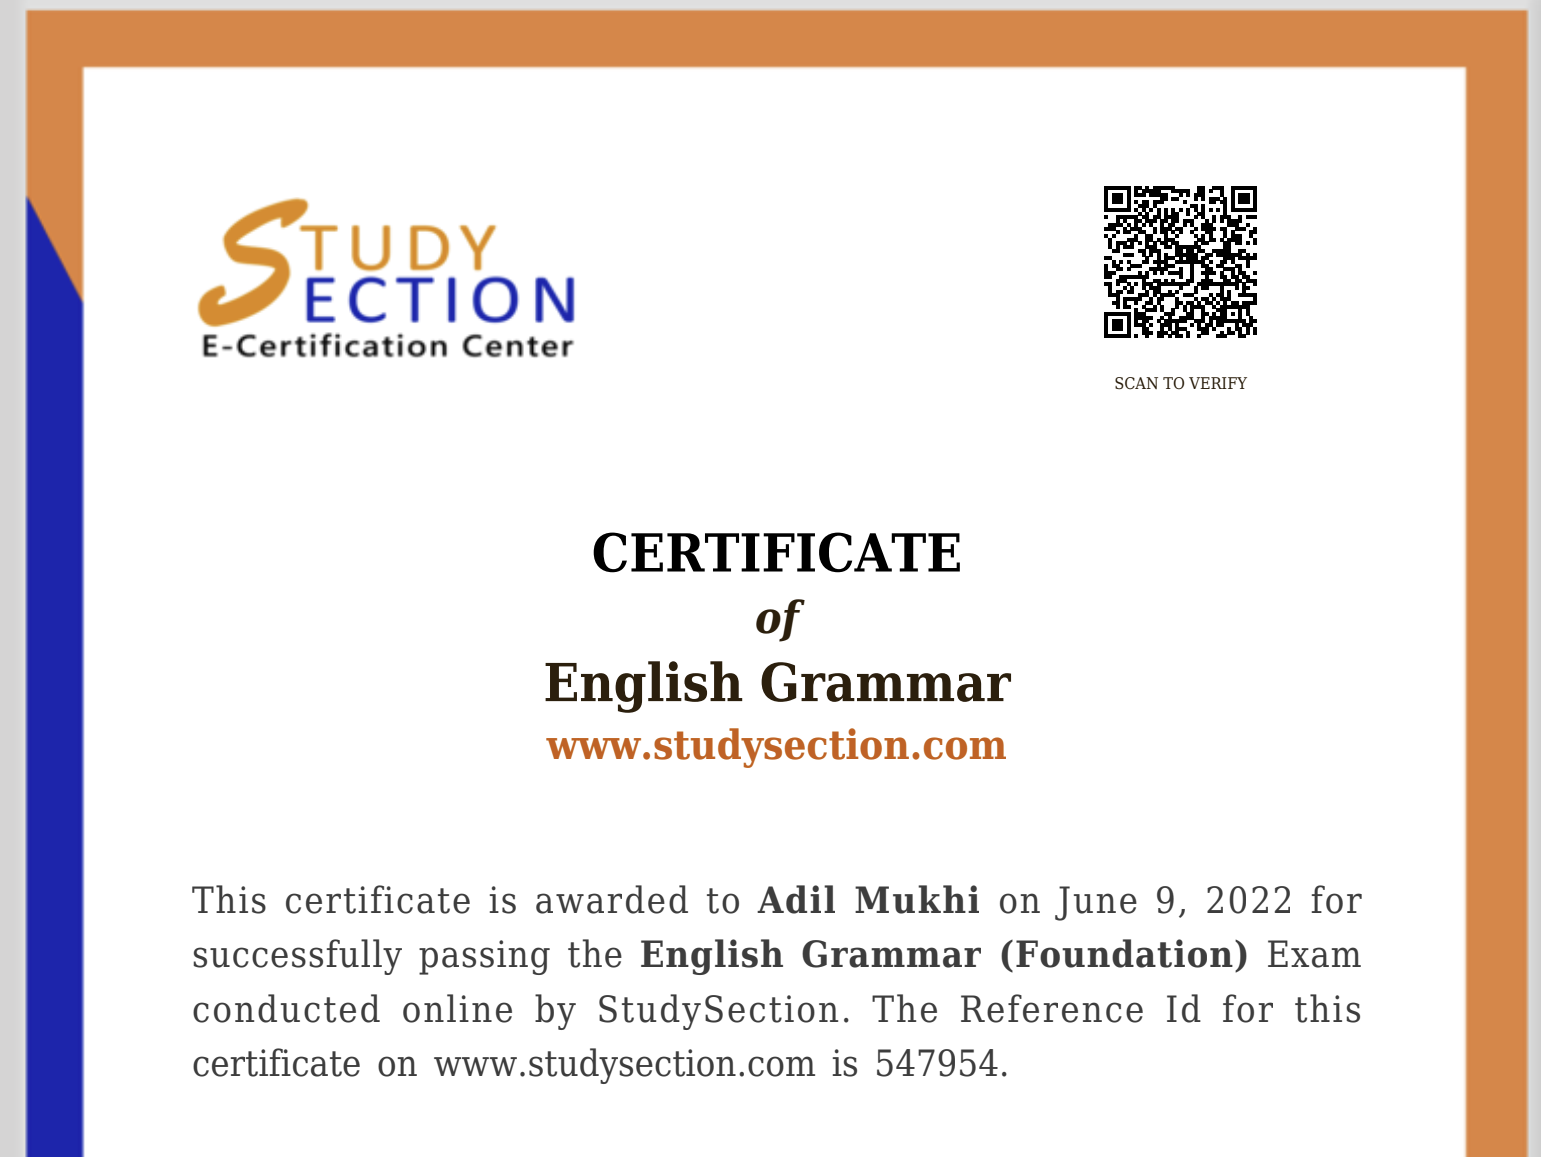 STUDY
SECTION
E-Certification Center
SCAN TO VERIFY
CERTIFICATE
of
English Grammar
www.studysection.com
This certificate is awarded to Adil Mukhi on June 9, 2022 for
successfully passing the English Grammar (Foundation) Exam
conducted online by StudySection. The Reference Id for this
certificate on www.studysection.com is 547954.